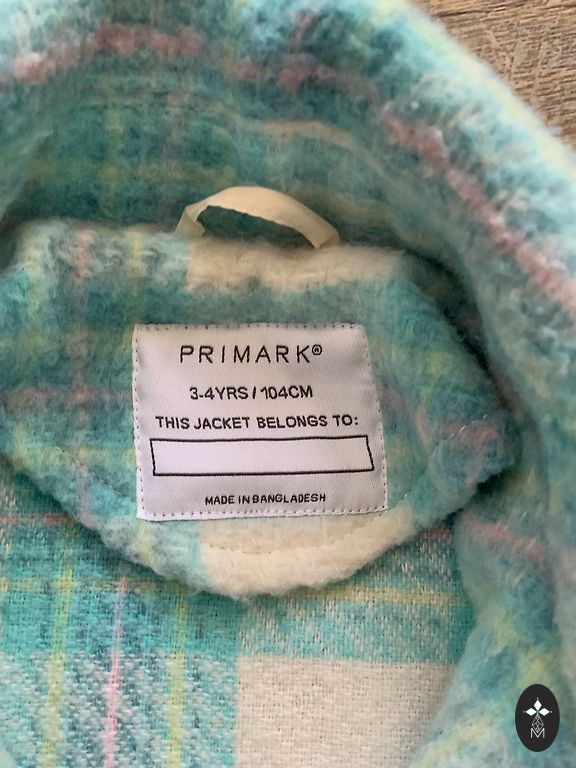 PRIMARK®
3-4YRS / 104CM
THIS JACKET BELONGS TO:
MADE IN BANGLADESH
M